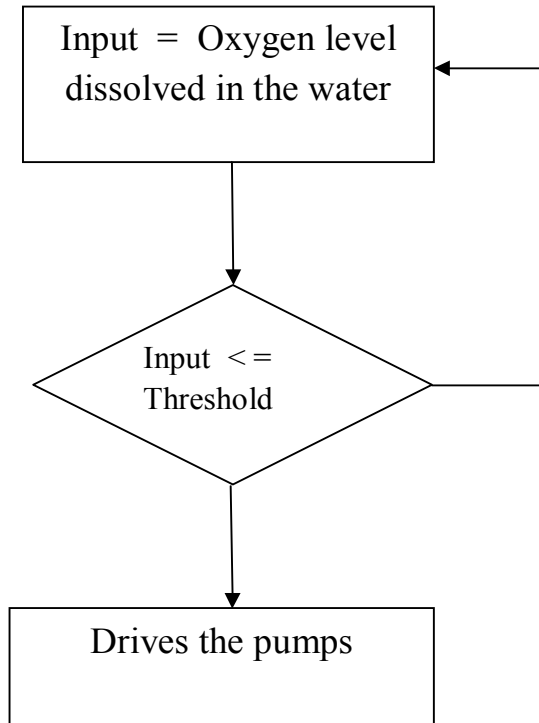 Input = Oxygen level
dissolved in the water
Input < =
Threshold
Drives the pumps